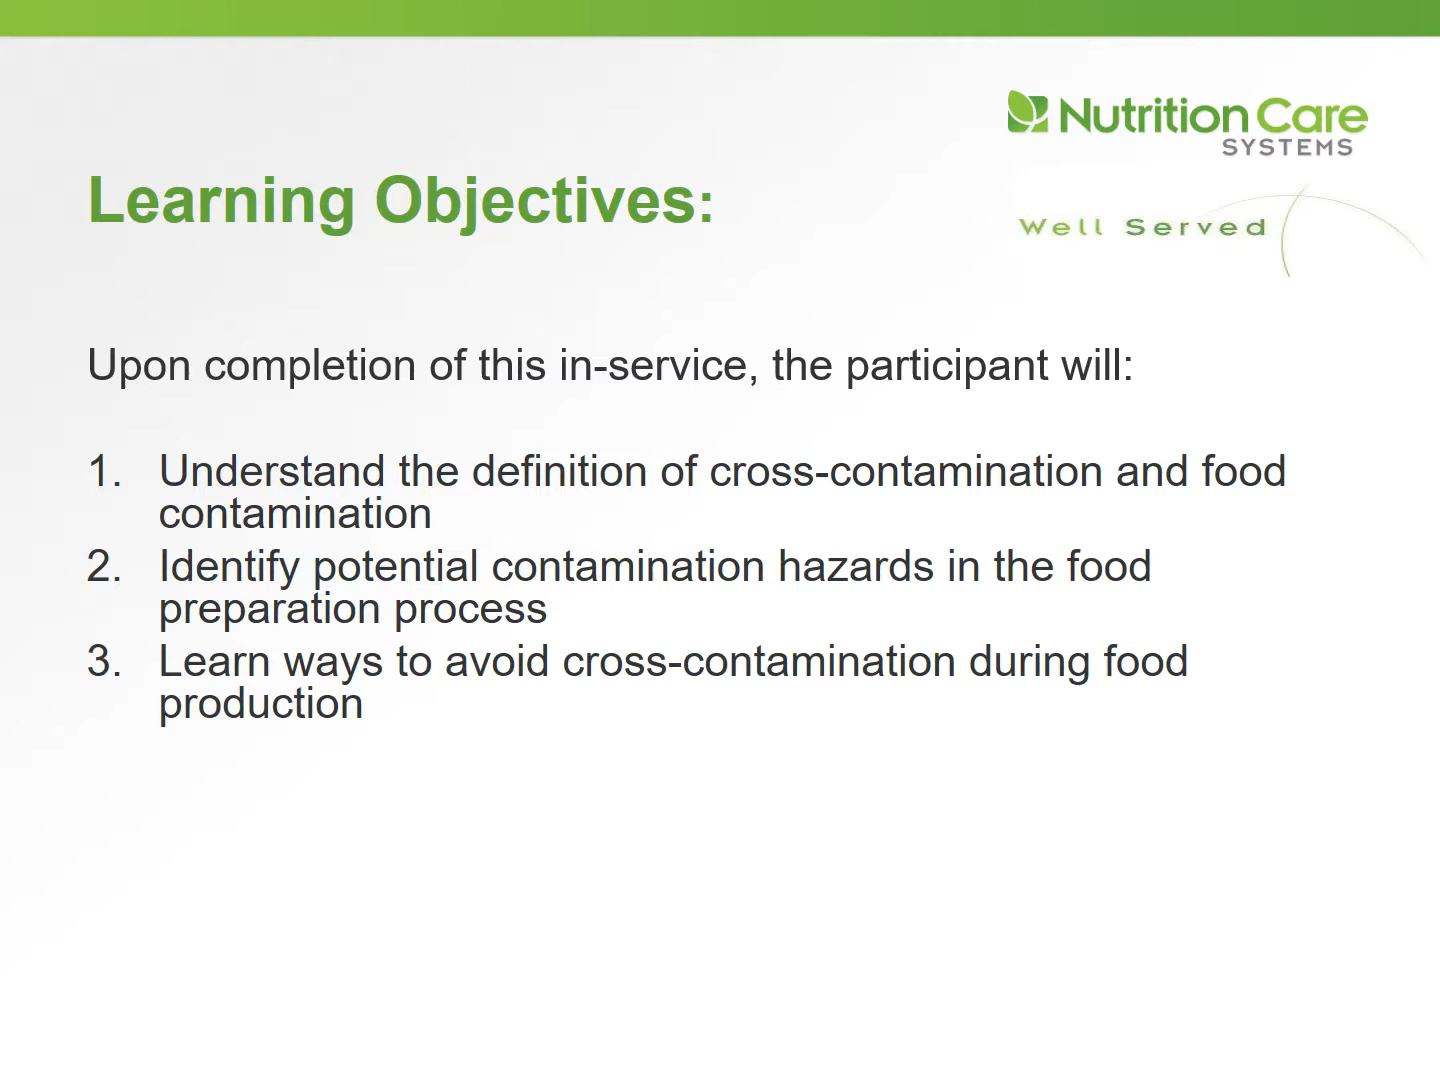 Nutrition Care
SYSTEMS
Learning Objectives:
Well Served
Upon completion of this in-service, the participant will:
1. Understand the definition of cross-contamination and food
contamination
2. Identify potential contamination hazards in the food
preparation process
3. Learn ways to avoid cross-contamination during food
production